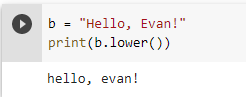 b = "Hello, Evan!"
print(b.lower())
hello, evan!